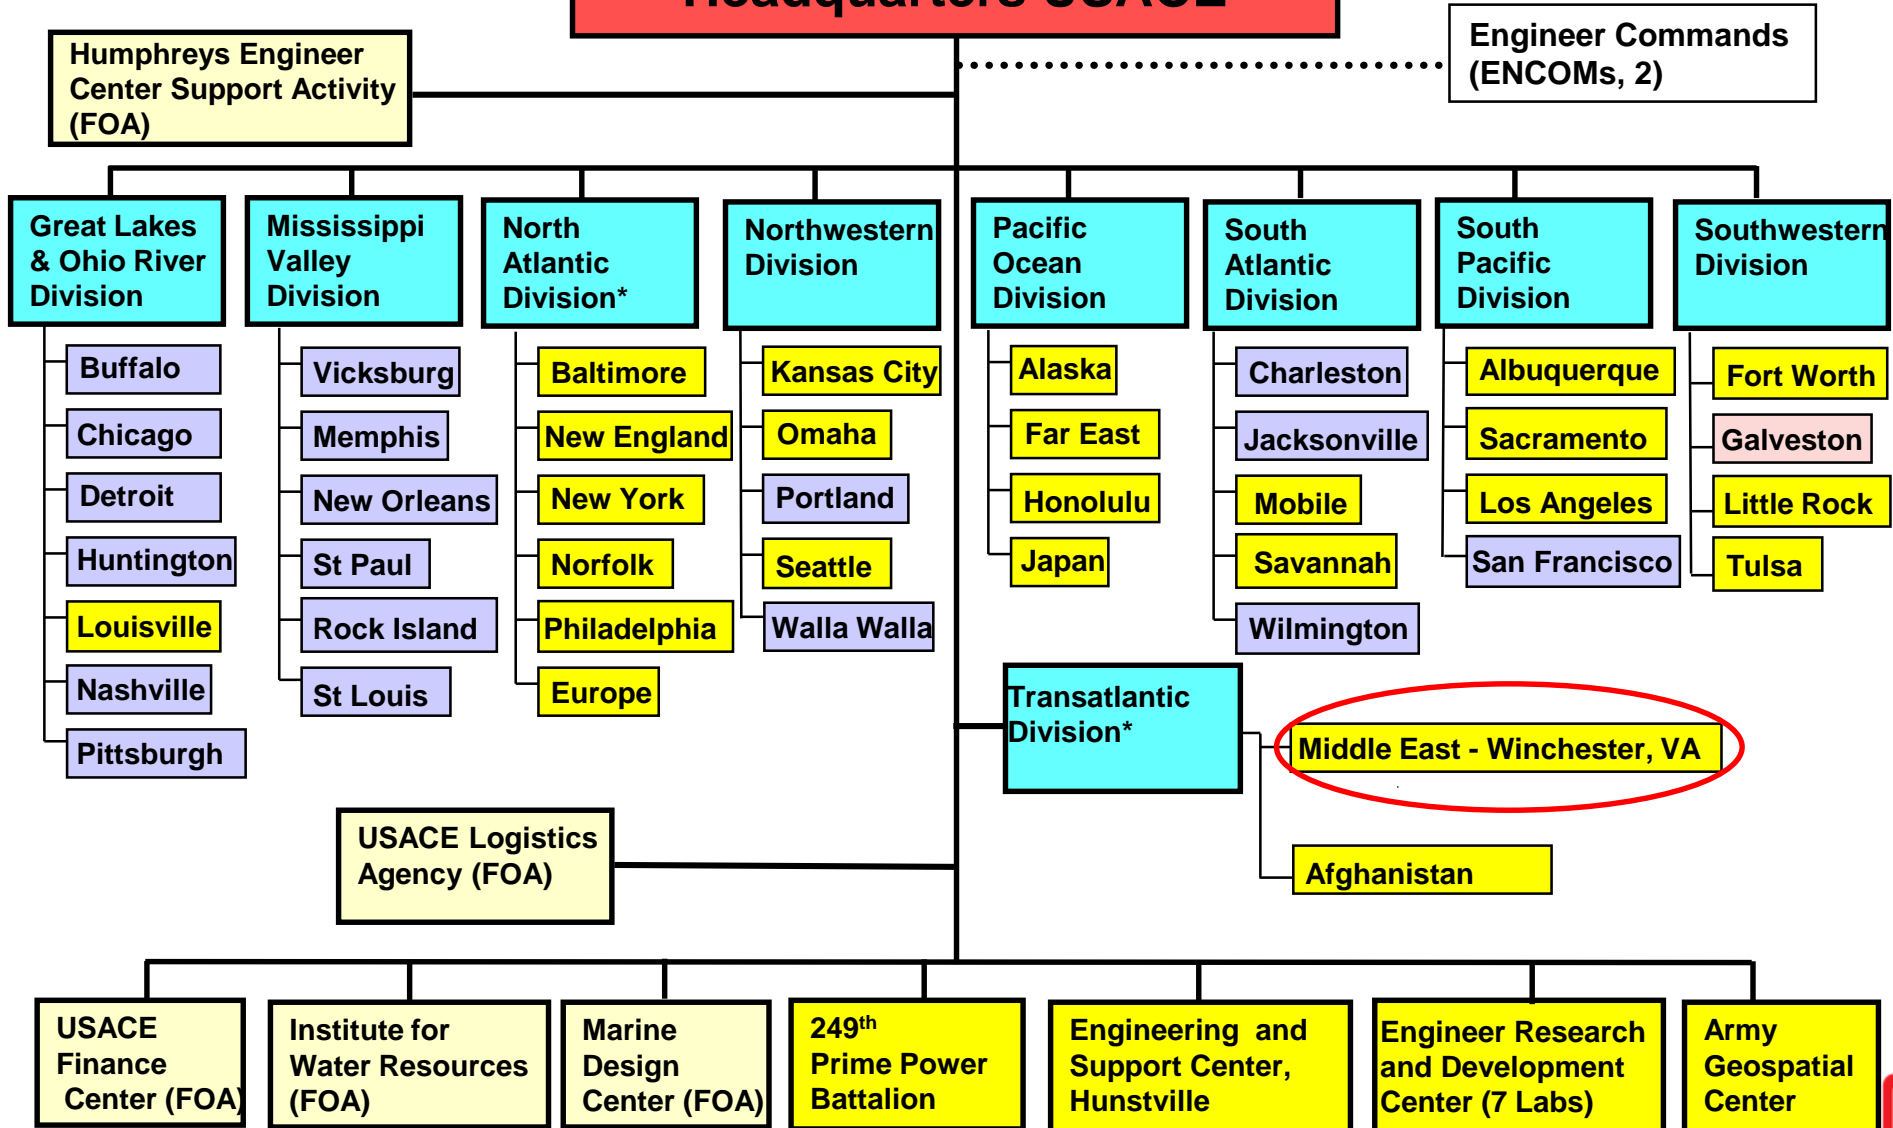 Headquarters USACE
Humphreys Engineer
Center Support Activity
(FOA)
Engineer Commands
(ENCOMs, 2)
Great Lakes
& Ohio River
Division
Mississippi
Valley
Division
North
Atlantic
Division*
Northwestern
Division
Pacific
Ocean
Division
South
Atlantic
Division
South
Pacific
Division
Southwestern
Division
Buffalo
Chicago
Detroit
Huntington
Louisville
Nashville
Pittsburgh
Vicksburg
Memphis
New Orleans
St Paul
Rock Island
St Louis
Baltimore
New England
New York
Norfolk
Philadelphia
Europe
Kansas City
Omaha
Portland
Seattle
Walla Walla
Alaska
Far East
Honolulu
Japan
Charleston
Jacksonville
Mobile
Savannah
Wilmington
Albuquerque
Sacramento
Los Angeles
San Francisco
Fort Worth
Galveston
Little Rock
Tulsa
Transatlantic
Division*
Middle East - Winchester, VA
Afghanistan
USACE Logistics
Agency (FOA)
USACE
Finance
Center (FOA)
Institute for
Water Resources
(FOA)
Marine
Design
Center (FOA)
249th
Prime Power
Battalion
Engineering and
Support Center,
Hunstville
Engineer Research
and Development
Center (7 Labs)
Army
Geospatial
Center